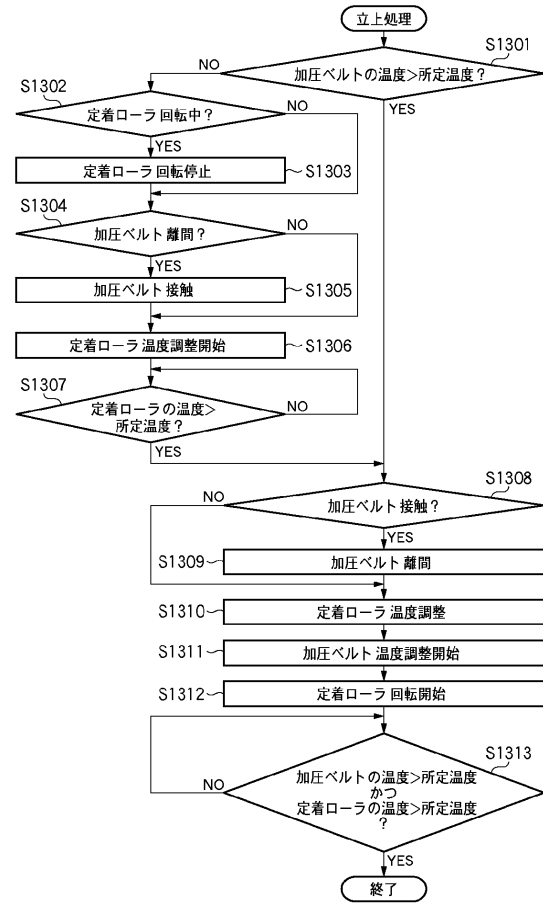 立上処理
S1301
加圧ベルトの温度>所定温度?
NO
YES
S1302
定着ローラ 回転中?
NO
YES
定着ローラ 回転停止
S1303
S1304
加圧ベルト 離間?
NO
YES
加圧ベルト 接触
S1305
定着ローラ 温度調整開始
S1306
S1307
定着ローラの温度>
所定温度?
NO
YES
S1308
加圧ベルト 接触?
NO
YES
S1309
加圧ベルト 離間
S1310
定着ローラ 温度調整
S1311
加圧ベルト 温度調整開始
S1312
定着ローラ 回転開始
S1313
加圧ベルトの温度>所定温度
かつ
定着ローラの温度>所定温度
?
NO
YES
終了